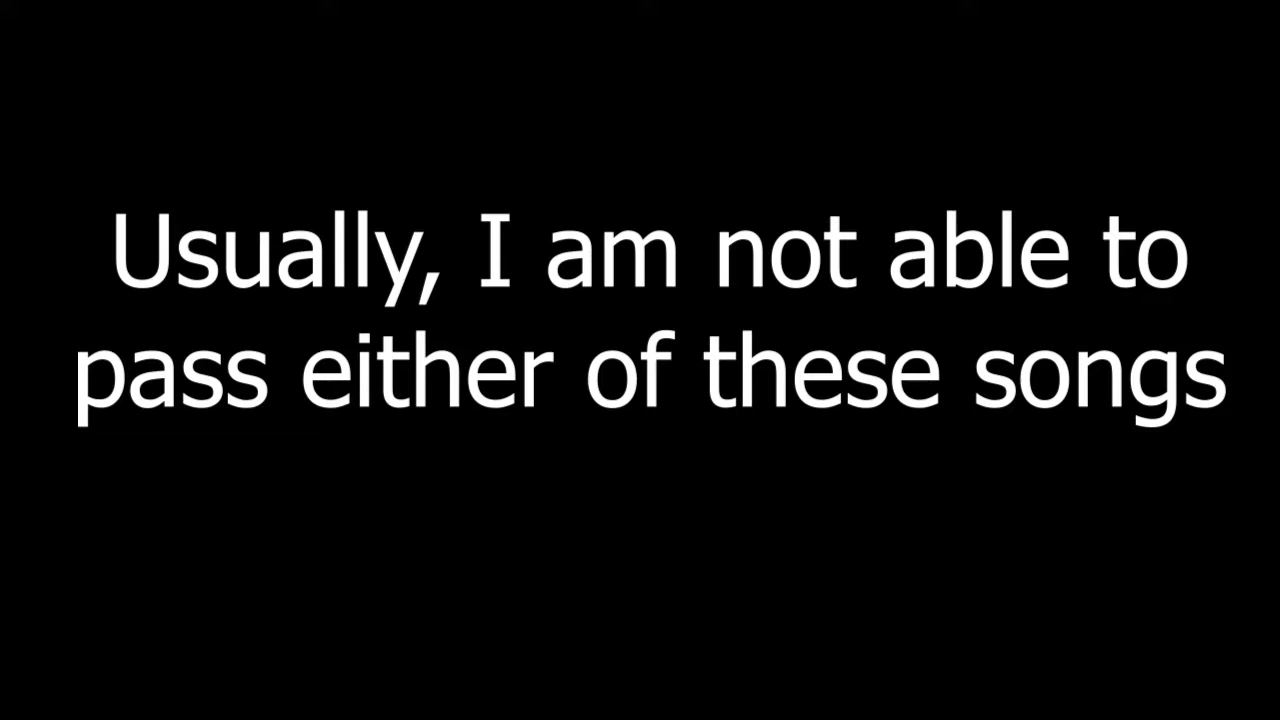 Usually, I am not able to
pass either of these songs